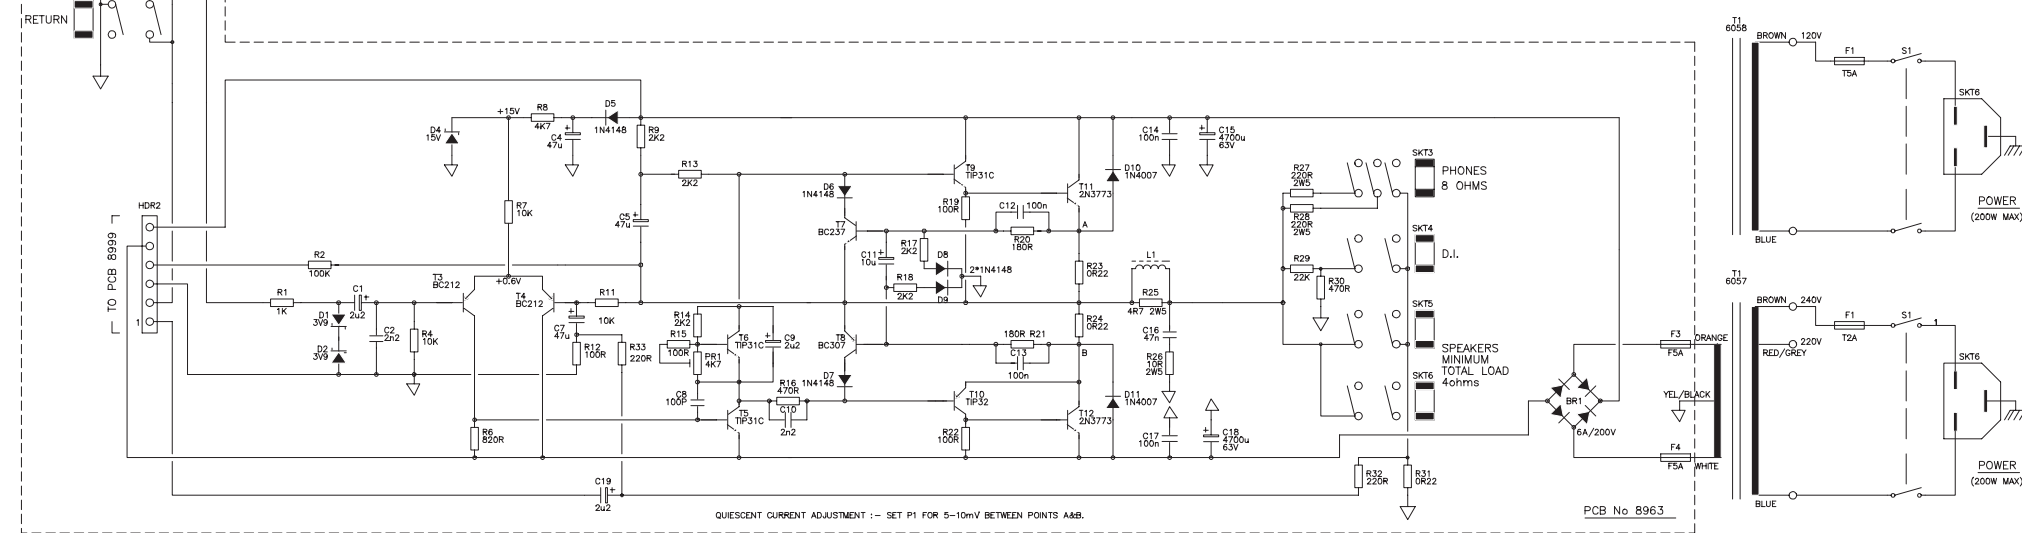 RETURN
T1
6058
BROWN
120V
F1
T5A
S1
SKT6
POWER
(200W MAX)
BLUE
D4
15V
+15V
R8
4K7
C4
47u
D5
1N4148
R9
2K2
R13
2K2
T9
TIP31C
T11
2N3773
D10
1N4007
C14
100n
C15
4700u
63V
SKT3
PHONES
8 OHMS
R27
220R
2W5
R28
220R
2W5
HDR2
TO PCB 8999
1
R7
10K
C5
47u
D6
1N4148
T7
BC237
R19
100R
C12
100n
R20
180R
A
R17
2K2
C11
10u
D8
2*1N4148
R18
2K2
D9
R23
0R22
L1
R25
4R7
2W5
SKT4
D.I.
R29
22K
R30
470R
R2
100K
T3
BC212
+0.6V
T4
BC212
R1
1K
C1
2u2
D1
3V9
D2
3V9
C2
2n2
R4
10K
R11
10K
C7
47u
R12
100R
R33
220R
R14
2K2
R15
100R
PR1
4K7
T6
TIP31C
C9
2u2
T8
BC307
180R
R21
C13
100n
R24
0R22
B
C16
47n
R26
10R
2W5
SKT5
SPEAKERS
MINIMUM
TOTAL LOAD
4ohms
SKT6
T1
6057
BROWN
240V
F1
T2A
S1
1
220V
RED/GREY
SKT6
POWER
(200W MAX)
BLUE
F3
F5A
ORANGE
YEL/BLACK
BR1
6A/200V
F4
F5A
WHITE
D7
1N4148
R16
470R
C10
2n2
C8
100P
T5
TIP31C
T10
TIP32
R22
100R
T12
2N3773
D11
1N4007
C17
100n
C18
4700u
63V
R6
820R
C19
2u2
R32
220R
R31
0R22
QUIESCENT CURRENT ADJUSTMENT :- SET P1 FOR 5-10mV BETWEEN POINTS A&B.
PCB No 8963